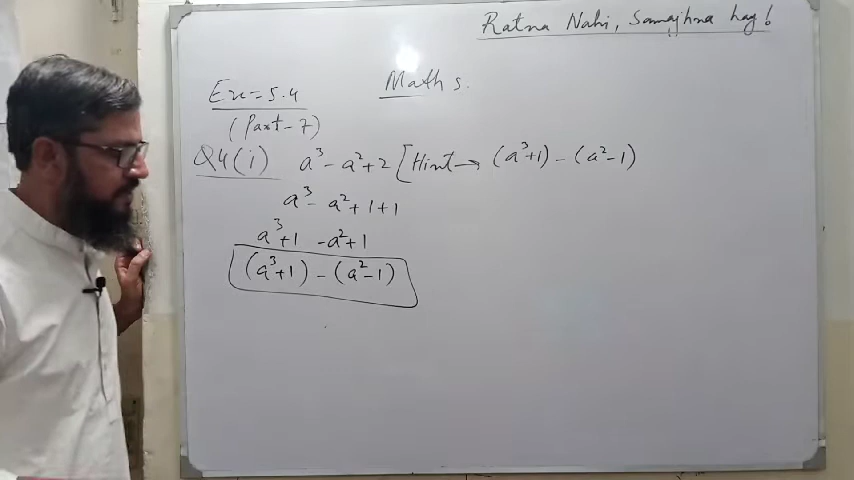 Ratna Nahi, Samajhna hay!
Maths.
Ex=5.4
(Part-7)
Q4(i) a³-a²+2 [Hint→ (a³+1)-(a²-1)
a³-a²+1+1
a³+1 -a²+1
(a³+1)-(a²-1)